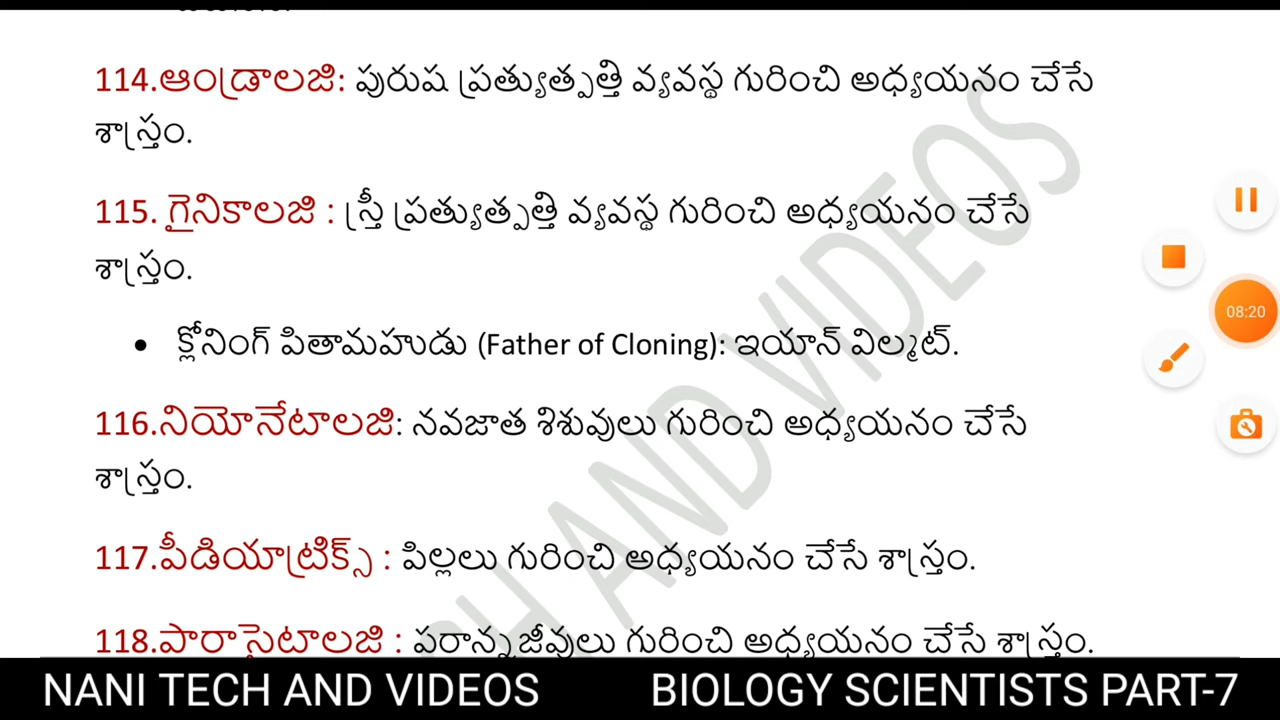 114.ఆండ్రాలజి: పురుష ప్రత్యుత్పత్తి వ్యవస్థ గురించి అధ్యయనం చేసే
శాస్త్రం.
115. గైనికాలజి : స్త్రీ ప్రత్యుత్పత్తి వ్యవస్థ గురించి అధ్యయనం చేసే
శాస్త్రం.
• క్లోనింగ్ పితామహుడు (Father of Cloning): ఇయాన్ విల్మట్.
116.నియోనేటాలజి: నవజాత శిశువులు గురించి అధ్యయనం చేసే
శాస్త్రం.
117.పీడియాట్రిక్స్ : పిల్లలు గురించి అధ్యయనం చేసే శాస్త్రం.
118.పారాసైటాలజి : పరాన్నజీవులు గురించి అధ్యయనం చేసే శాస్త్రం.
08:20
H AND VIDEOS
NANI TECH AND VIDEOS BIOLOGY SCIENTISTS PART-7